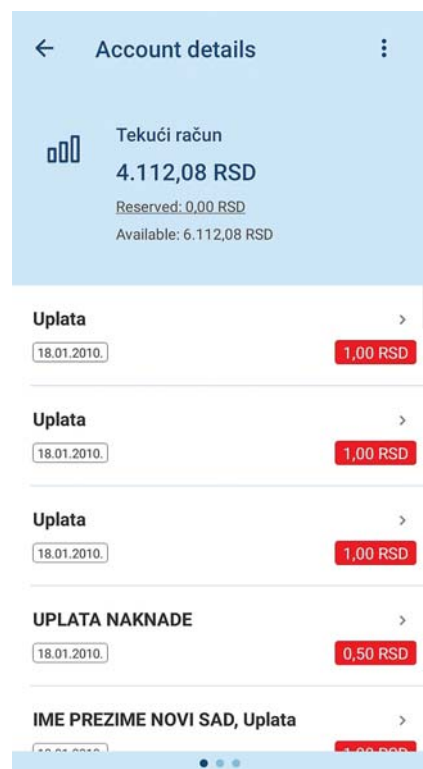 Account details
Tekući račun
4.112,08 RSD
Reserved: 0,00 RSD
Available: 6.112,08 RSD
Uplata
18.01.2010.
1,00 RSD
Uplata
18.01.2010.
1,00 RSD
Uplata
18.01.2010.
1,00 RSD
UPLATA NAKNADE
18.01.2010.
0,50 RSD
IME PREZIME NOVI SAD, Uplata